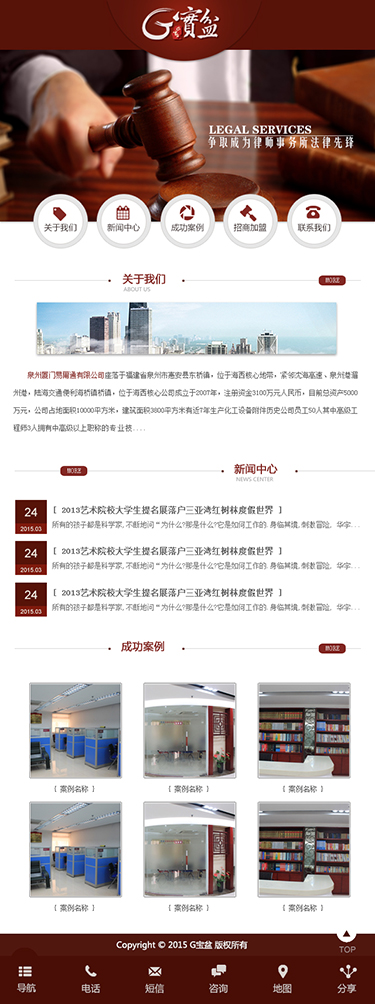 G寶盆
LEGAL SERVICES
争取成为律师事务所法律先锋
关于我们
新闻中心
成功案例
招商加盟
联系我们
关于我们
ABOUT US
MORE
泉州置门易屬通有限公司座落于福建省泉州市惠安县东桥镇，位于海西核心地带，紧邻沈海高速、泉州港湄
州港，陆海交通便利海桥镇桥镇，位于海西核心公司成立于2007年，注册资金3100万元人民币，目前总资产5000
万元，公司占地面积10000平方米，建筑面积3800平方米有近7年生产化工设备附件历史公司员工50人其中高级工
程师3人拥有中高级以上职称的专业技....
MORE
新闻中心
NEWS CENTER
24
2015.03
[ 2013艺术院校大学生提名展落户三亚湾红树林度假世界 ]
所有的孩子都是科学家, 不断地问 " 为什么?那是什么?它是如何工作的. 身临其境, 刺激冒险, 华宇...
24
2015.03
[ 2013艺术院校大学生提名展落户三亚湾红树林度假世界 ]
所有的孩子都是科学家, 不断地问 " 为什么?那是什么?它是如何工作的. 身临其境, 刺激冒险, 华宇...
24
2015.03
[ 2013艺术院校大学生提名展落户三亚湾红树林度假世界 ]
所有的孩子都是科学家, 不断地问 " 为什么?那是什么?它是如何工作的. 身临其境, 刺激冒险, 华宇...
成功案例
MORE
[ 案例名称 ]
[ 案例名称 ]
[ 案例名称 ]
[ 案例名称 ]
[ 案例名称 ]
[ 案例名称 ]
Copyright © 2015 G宝盆 版权所有
TOP
导航
电话
短信
咨询
地图
分享